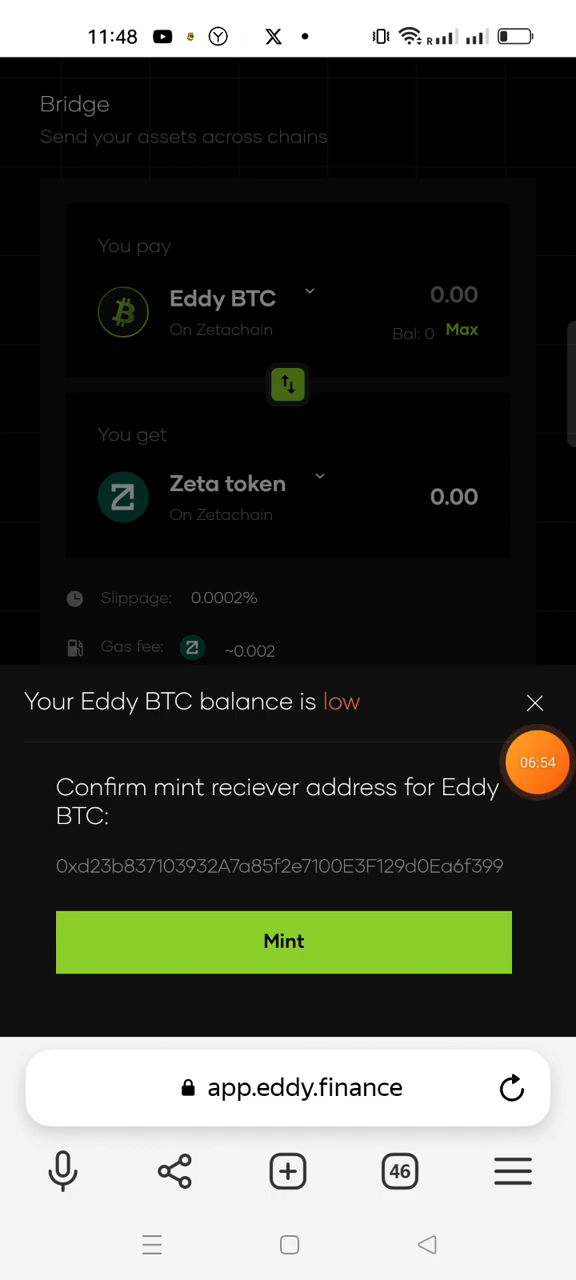 11:48
Bridge
Send your assets across chains
You pay
Eddy BTC
0.00
On Zetachain
Bal: 0 Max
You get
Zeta token
0.00
On Zetachain
Slippage: 0.0002%
Gas fee: ~0.002
Your Eddy BTC balance is low
06:54
Confirm mint reciever address for Eddy
BTC:
0xd23b837103932A7a85f2e7100E3F129d0Ea6f399
Mint
app.eddy.finance
46